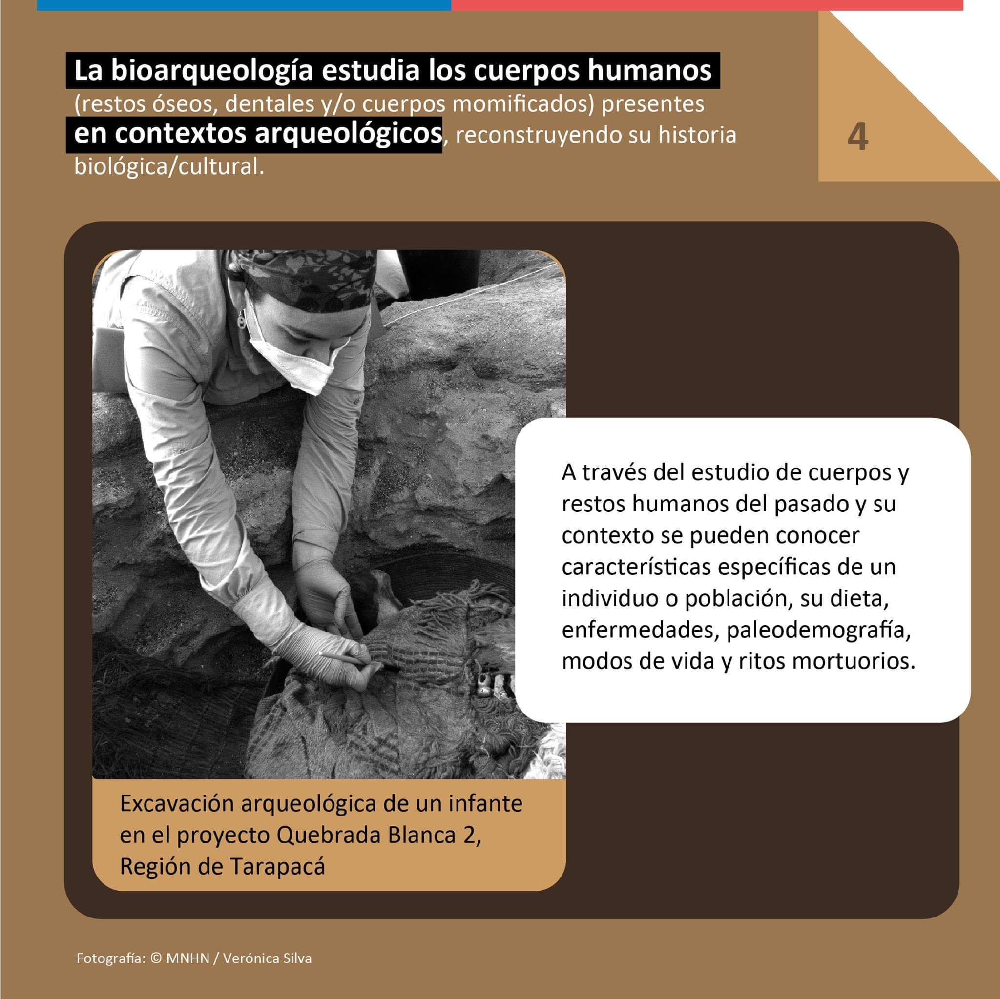 La bioarqueología estudia los cuerpos humanos
(restos óseos, dentales y/o cuerpos momificados) presentes
en contextos arqueológicos, reconstruyendo su historia
biológica/cultural.
4
A través del estudio de cuerpos y
restos humanos del pasado y su
contexto se pueden conocer
características específicas de un
individuo o población, su dieta,
enfermedades, paleodemografía,
modos de vida y ritos mortuorios.
Excavación arqueológica de un infante
en el proyecto Quebrada Blanca 2,
Región de Tarapacá
Fotografía: © MNHN / Verónica Silva